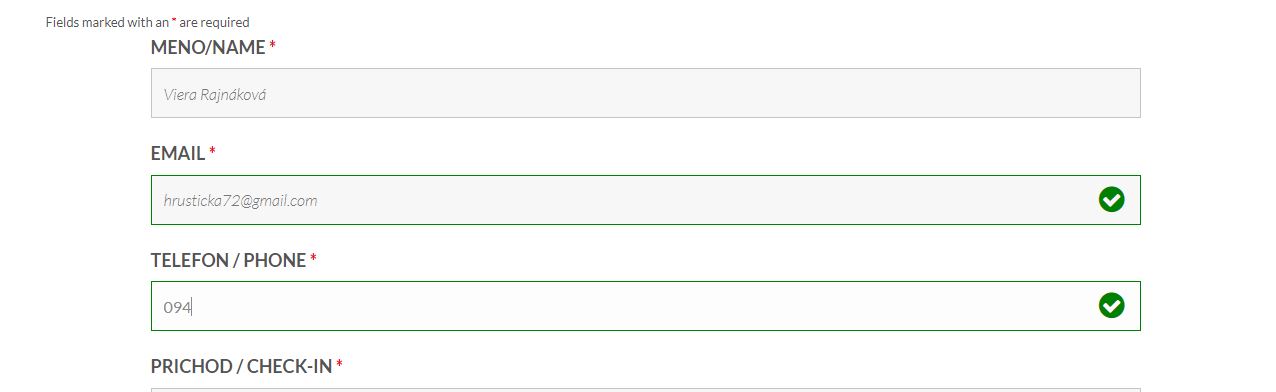 Fields marked with an * are required
MENO/NAME *
Viera Rajnáková
EMAIL *
hrusticka72@gmail.com
TELEFON / PHONE *
094
PRICHOD / CHECK-IN *